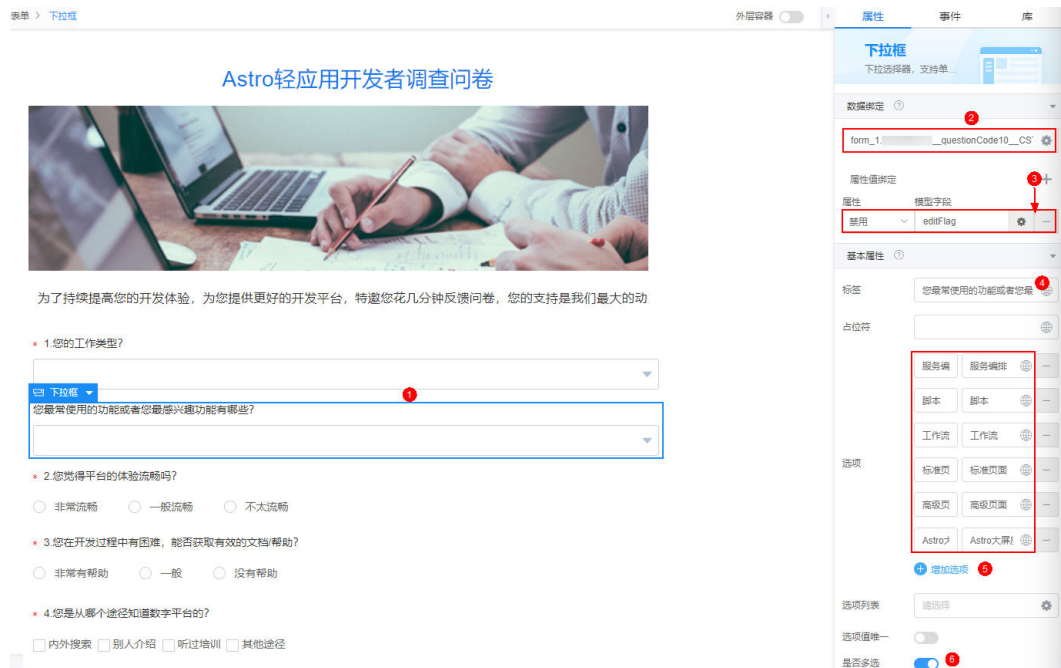 表单 > 下拉框
外层容器
属性 事件 库
下拉框
下拉选择器，支持单...
Astro轻应用开发者调查问卷
数据绑定
2
form_1. __questionCode10__CS
属性值绑定
3
属性 模型字段
禁用 editFlag
基本属性
为了持续提高您的开发体验，为您提供更好的开发平台，特邀您花几分钟反馈问卷，您的支持是我们最大的动
标签 您最常使用的功能或者您最
4
占位符
* 1.您的工作类型?
下拉框
1
您最常使用的功能或者您最感兴趣功能有哪些?
选项
服务编 服务编排
脚本 脚本
工作流 工作流
标准页 标准页面
高级页 高级页面
Astro Astro大屏
增加选项 5
* 2.您觉得平台的体验流畅吗?
非常流畅 一般流畅 不太流畅
* 3.您在开发过程中有困难，能否获取有效的文档/帮助?
非常有帮助 一般 没有帮助
* 4.您是从哪个途径知道数字平台的?
内外搜索 别人介绍 听过培训 其他途径
选项列表 请选择
选项值唯一
是否多选 6